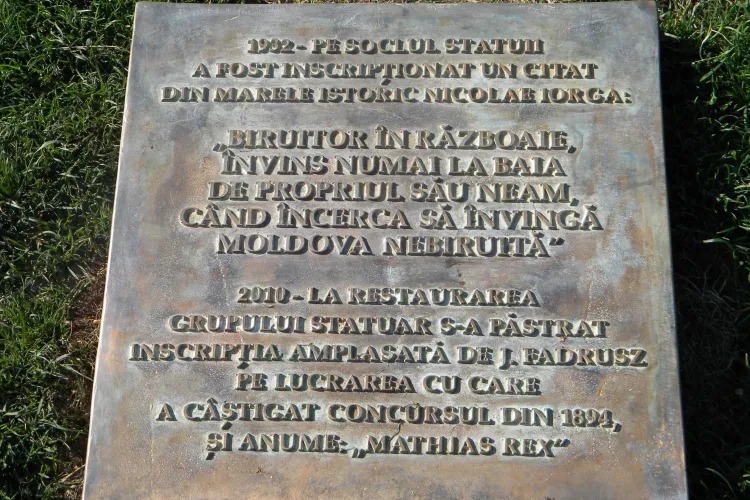 1992 - PE SOCLUL STATUII
A FOST INSCRIPȚIONAT UN CITAT
DIN MARELE ISTORIC NICOLAE IORGA:
„BIRUITOR ÎN RĂZBOAIE,
ÎNVINS NUMAI LA BAIA
DE PROPRIUL SĂU NEAM,
CÂND ÎNCERCA SĂ ÎNVINGĂ
MOLDOVA NEBIRUITĂ”
2010 - LA RESTAURAREA
GRUPULUI STATUAR S-A PĂSTRAT
INSCRIPȚIA AMPLASATĂ DE J. FADRUSZ
PE LUCRAREA CU CARE
A CÂȘTIGAT CONCURSUL DIN 1894,
ȘI ANUME: „MATHIAS REX”